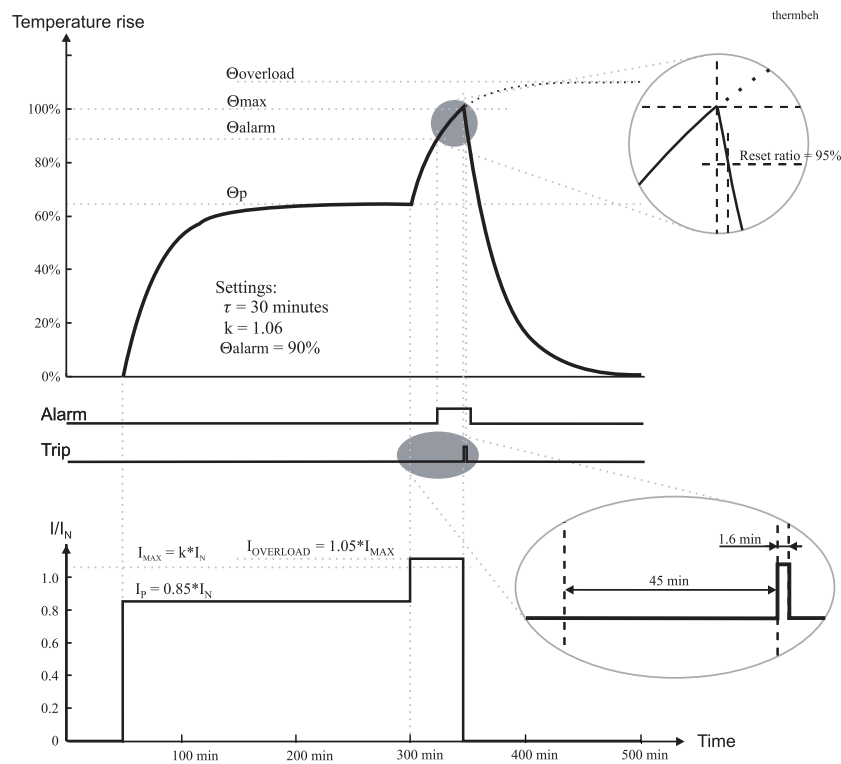 thermbeh
Temperature rise
Θoverload
Θmax
Θalarm
Θp
100%
80%
60%
40%
20%
0%
Reset ratio = 95%
Settings:
τ = 30 minutes
k = 1.06
Θalarm = 90%
Alarm
Trip
I/IN
IMAX = k*IN
IOVERLOAD = 1.05*IMAX
IP = 0.85*IN
1.0
0.8
0.6
0.4
0.2
0
1.6 min
45 min
100 min
200 min
300 min
400 min
500 min
Time